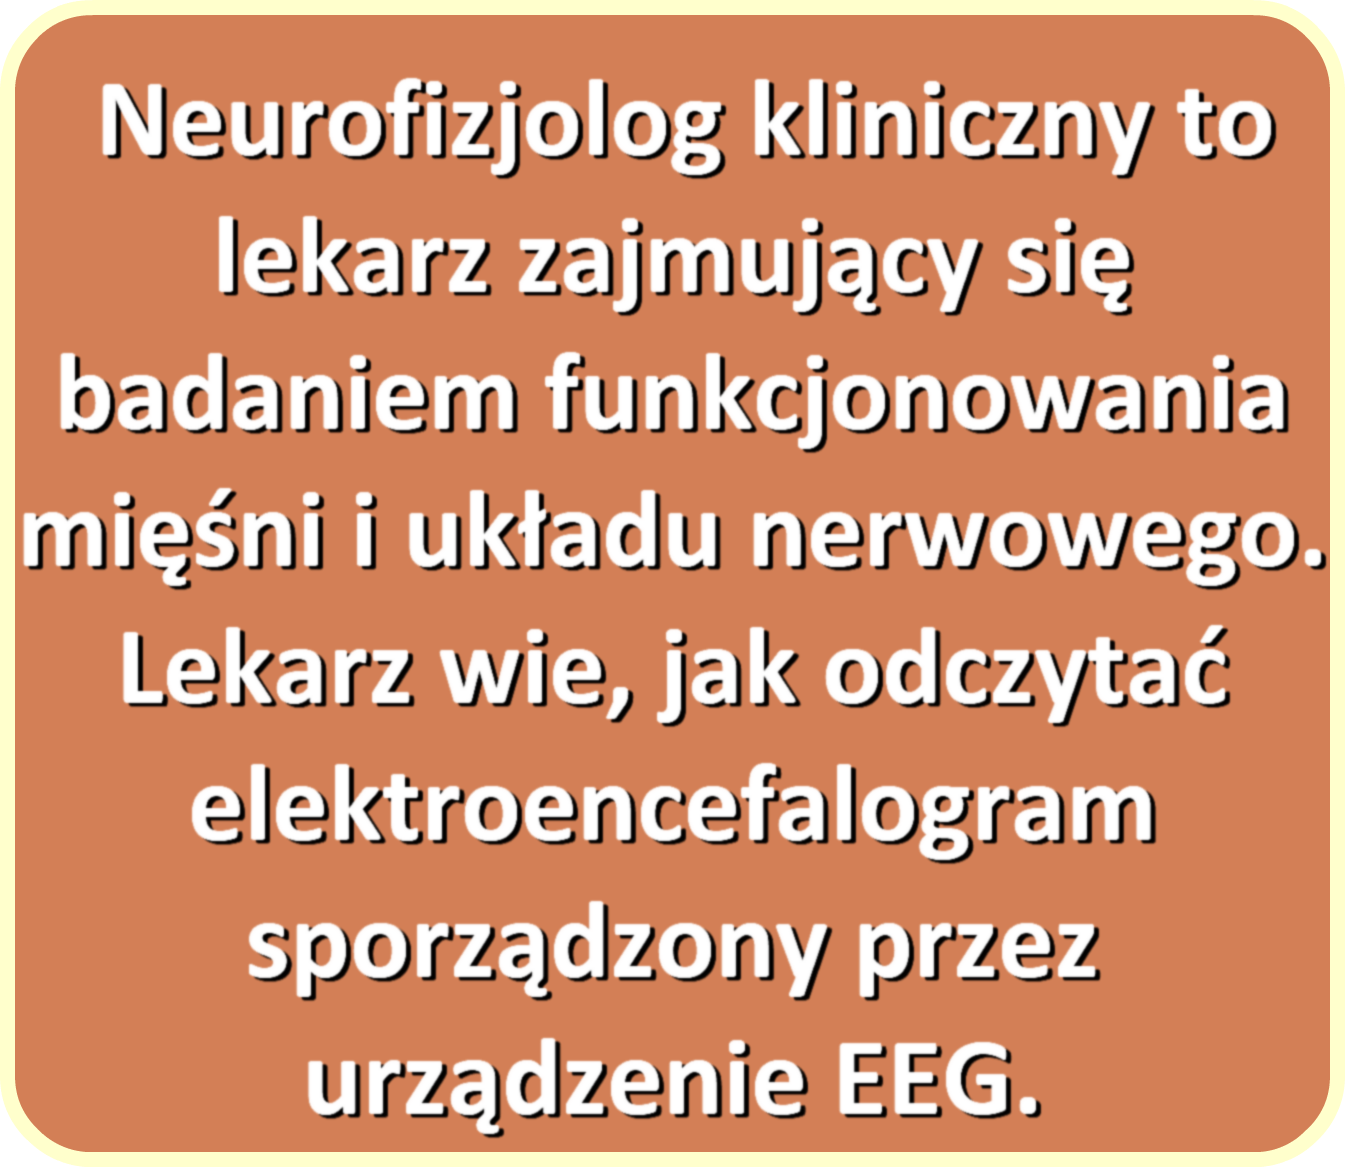 Neurofizjolog kliniczny to
lekarz zajmujący się
badaniem funkcjonowania
mięśni i układu nerwowego.
Lekarz wie, jak odczytać
elektroencefalogram
sporządzony przez
urządzenie EEG.